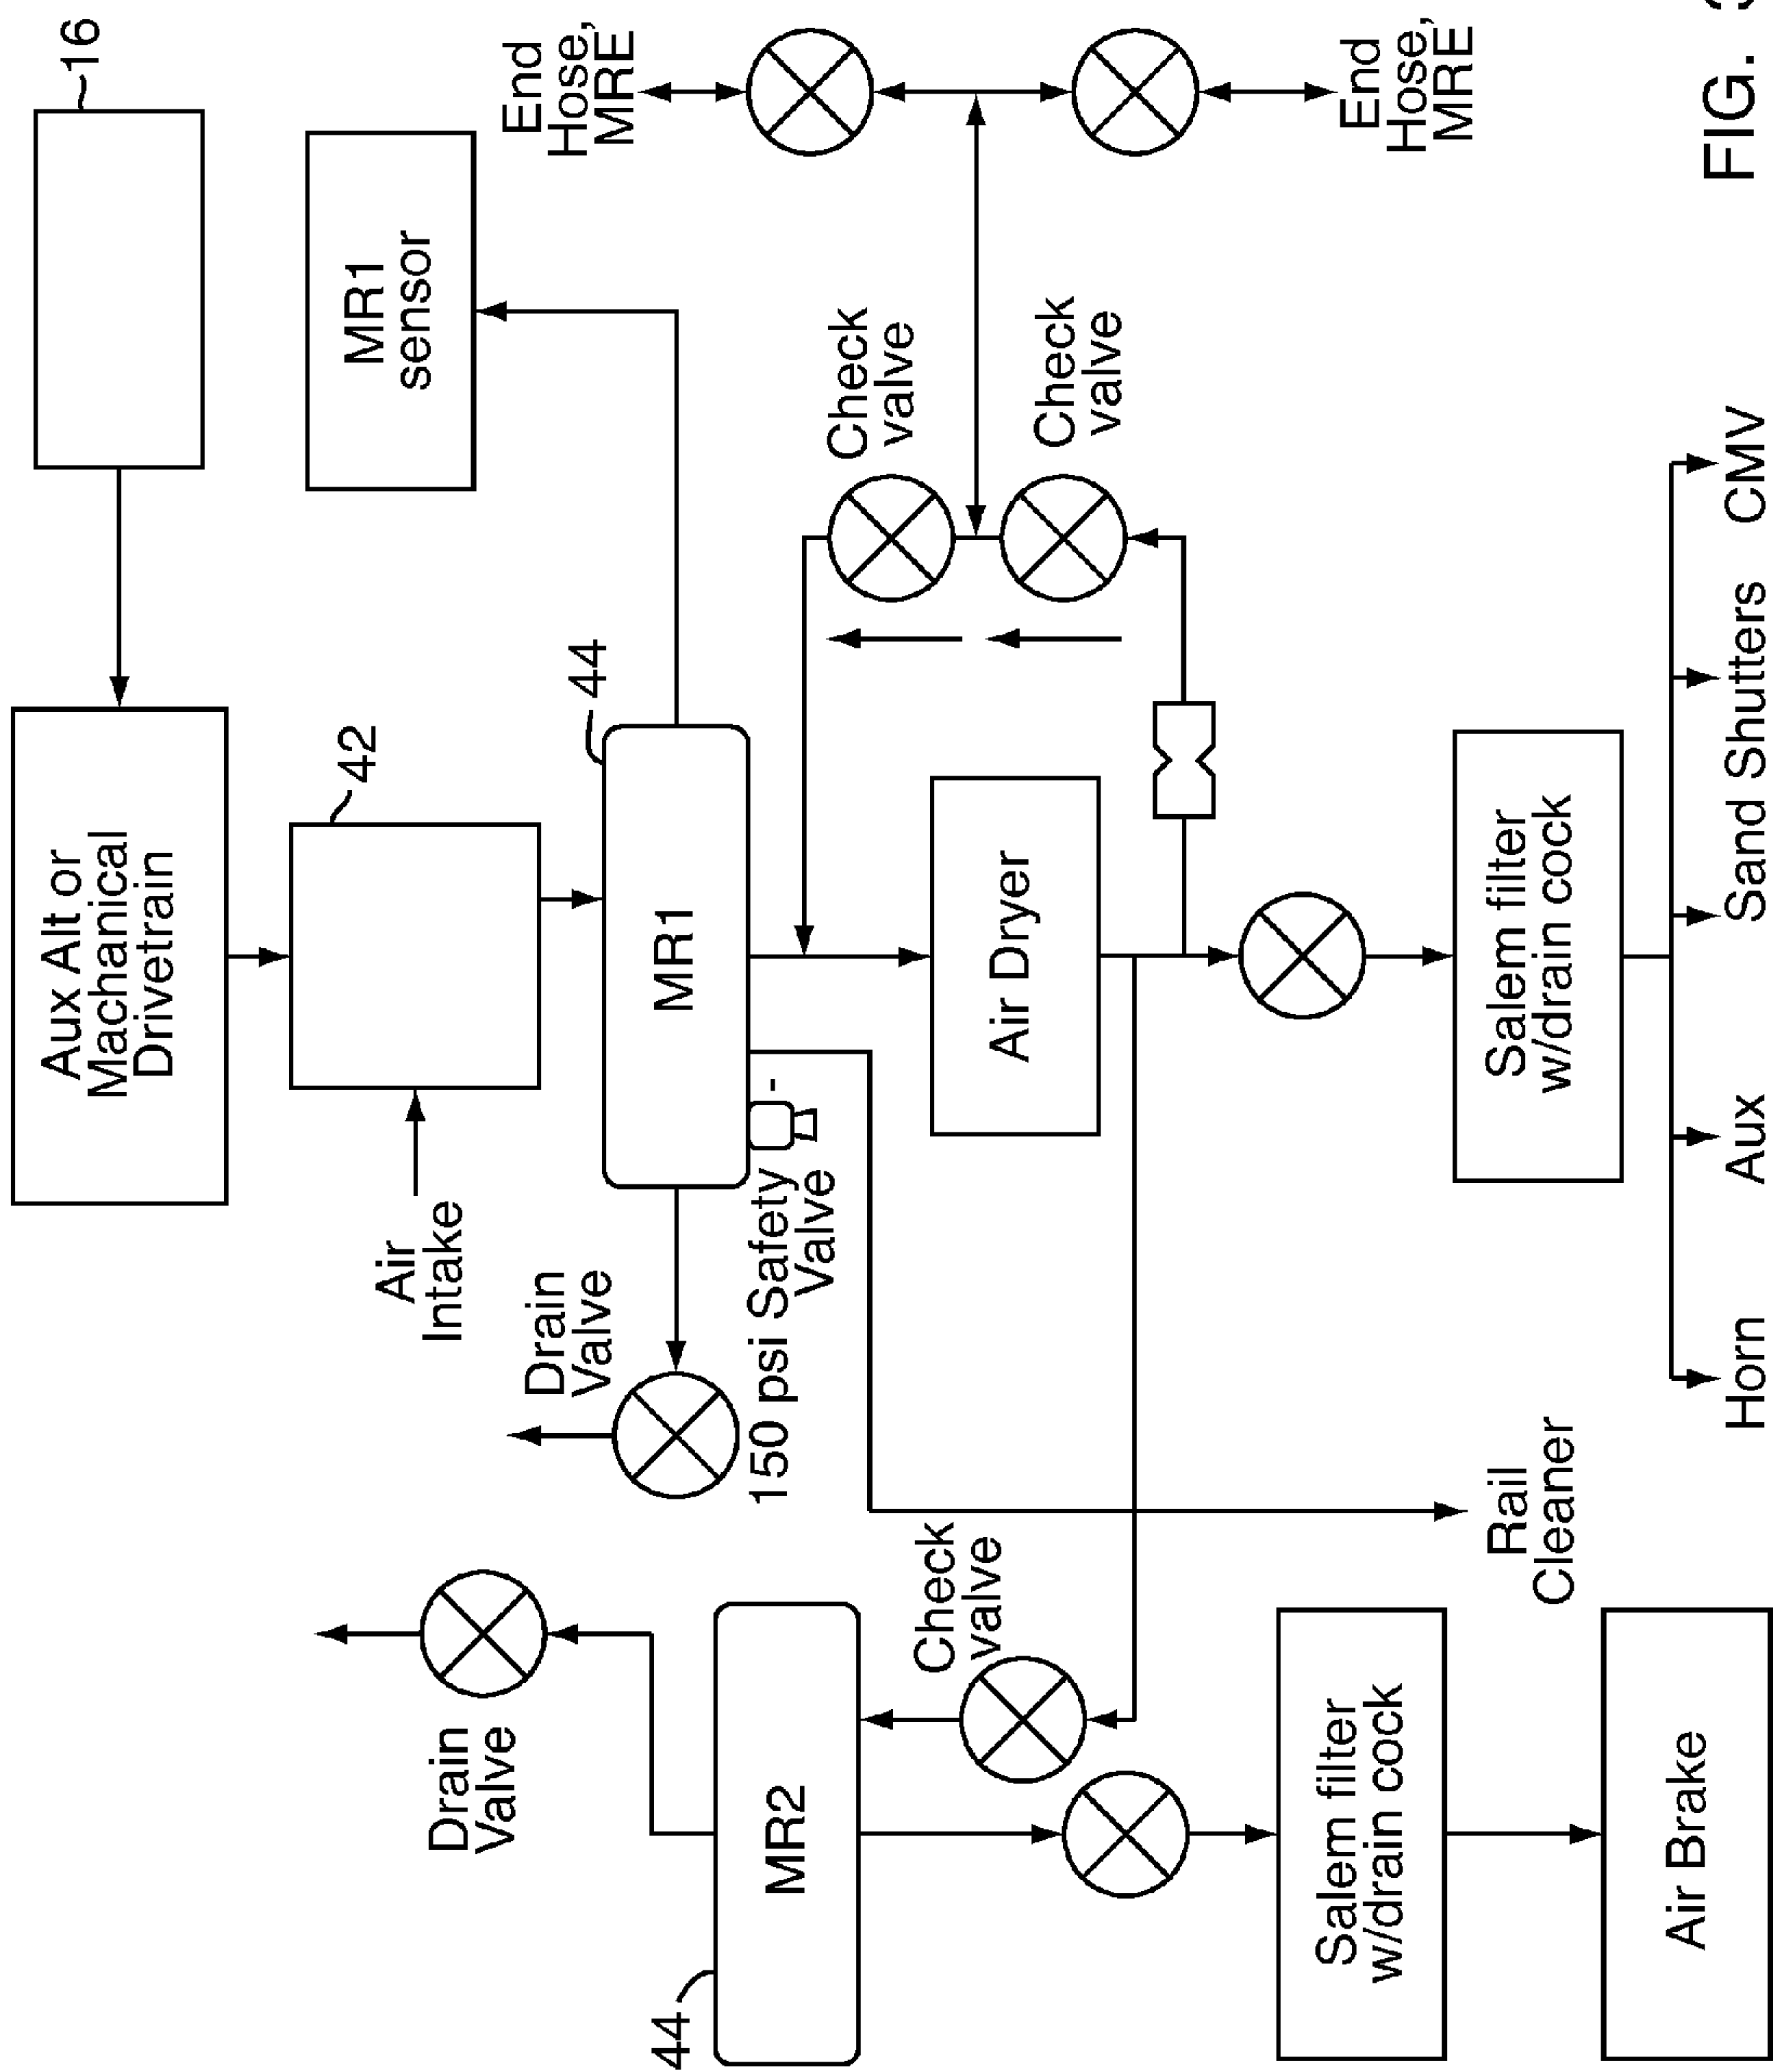 Aux Alt or
Machanical
Drivetrain
16
42
Air
Intake
MR1
sensor
Drain
Valve
Drain
Valve
End
Hose,
MRE
44
44
MR2
MR1
150 psi Safety
Valve
Check
valve
Check
valve
Check
valve
Air Dryer
End
Hose,
MRE
Salem filter
w/drain cock
Rail
Cleaner
Salem filter
w/drain cock
Air Brake
Horn
Aux
Sand
Shutters
CMV
FIG.